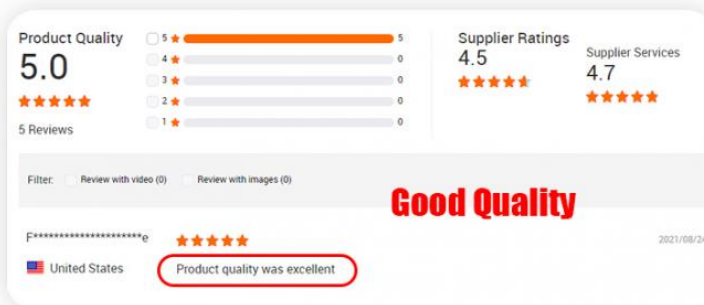 Product Quality
5.0
5 Reviews
5 5
4 0
3 0
2 0
1 0
Supplier Ratings
4.5
Supplier Services
4.7
Filter: Review with video (0) Review with images (0)
Good Quality
F*********************e
2021/08/24
United States
Product quality was excellent